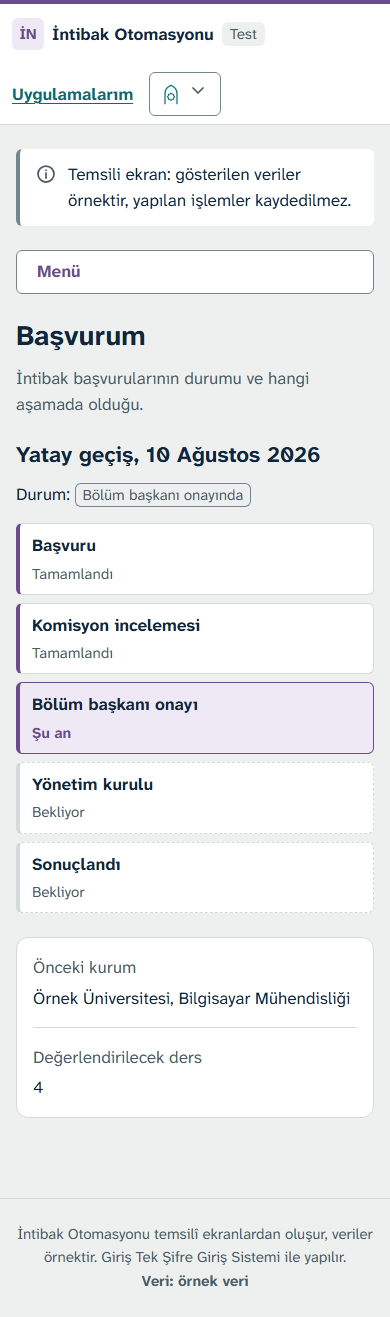 İN İntibak Otomasyonu Test
Uygulamalarım
Temsili ekran: gösterilen veriler
örnektir, yapılan işlemler kaydedilmez.
Menü
Başvurum
İntibak başvurularının durumu ve hangi
aşamada olduğu.
Yatay geçiş, 10 Ağustos 2026
Durum: Bölüm başkanı onayında
Başvuru
Tamamlandı
Komisyon incelemesi
Tamamlandı
Bölüm başkanı onayı
Şu an
Yönetim kurulu
Bekliyor
Sonuçlandı
Bekliyor
Önceki kurum
Örnek Üniversitesi, Bilgisayar Mühendisliği
Değerlendirilecek ders
4
İntibak Otomasyonu temsilî ekranlardan oluşur, veriler
örnektir. Giriş Tek Şifre Giriş Sistemi ile yapılır.
Veri: örnek veri